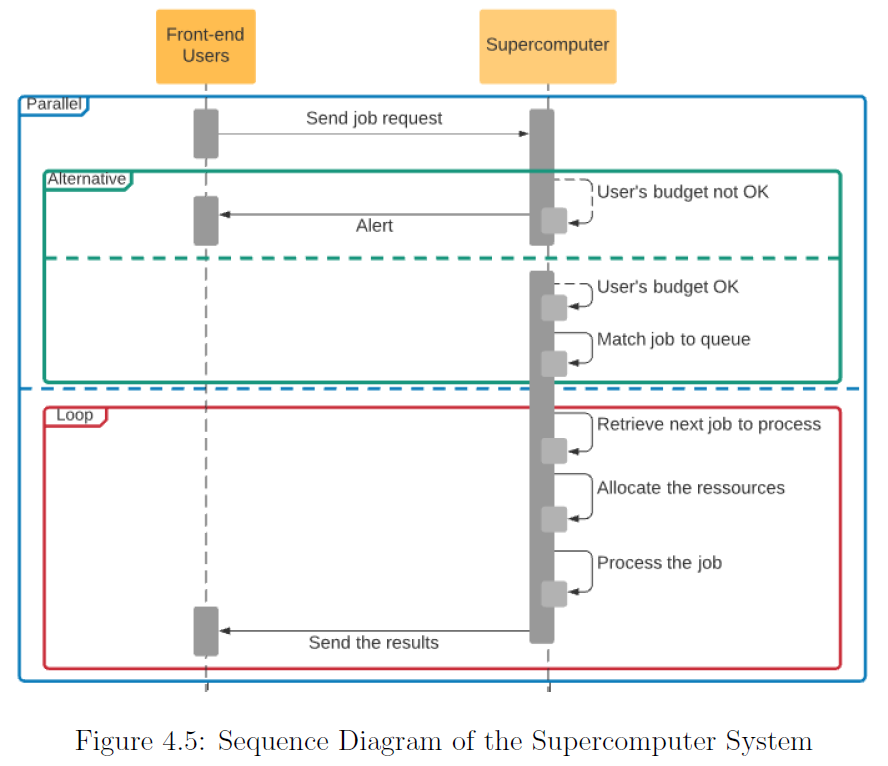 Front-end
Users
Supercomputer
Parallel
Send job request
Alternative
User's budget not OK
Alert
User's budget OK
Match job to queue
Loop
Retrieve next job to process
Allocate the ressources
Process the job
Send the results
Figure 4.5: Sequence Diagram of the Supercomputer System